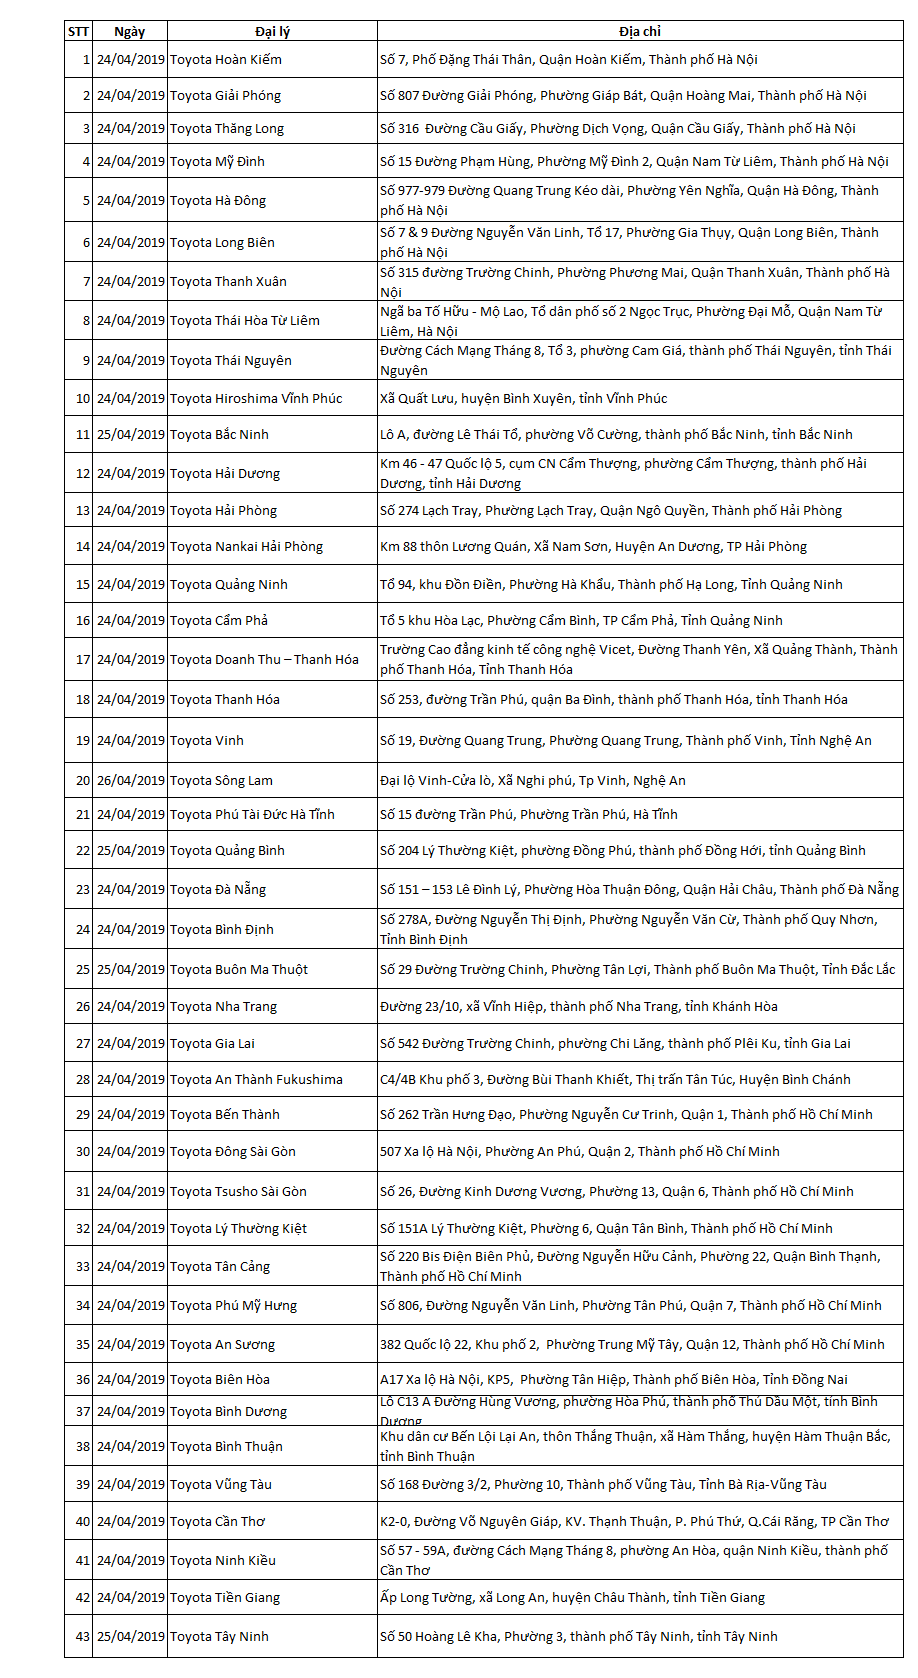 STT Ngày Đại lý Địa chỉ
1 24/04/2019 Toyota Hoàn Kiếm Số 7, Phố Đặng Thái Thân, Quận Hoàn Kiếm, Thành phố Hà Nội
2 24/04/2019 Toyota Giải Phóng Số 807 Đường Giải Phóng, Phường Giáp Bát, Quận Hoàng Mai, Thành phố Hà Nội
3 24/04/2019 Toyota Thăng Long Số 316 Đường Cầu Giấy, Phường Dịch Vọng, Quận Cầu Giấy, Thành phố Hà Nội
4 24/04/2019 Toyota Mỹ Đình Số 15 Đường Phạm Hùng, Phường Mỹ Đình 2, Quận Nam Từ Liêm, Thành phố Hà Nội
5 24/04/2019 Toyota Hà Đông Số 977-979 Đường Quang Trung Kéo dài, Phường Yên Nghĩa, Quận Hà Đông, Thành
phố Hà Nội
6 24/04/2019 Toyota Long Biên Số 7 & 9 Đường Nguyễn Văn Linh, Tổ 17, Phường Gia Thụy, Quận Long Biên, Thành
phố Hà Nội
7 24/04/2019 Toyota Thanh Xuân Số 315 đường Trường Chinh, Phường Phương Mai, Quận Thanh Xuân, Thành phố Hà
Nội
8 24/04/2019 Toyota Thái Hòa Từ Liêm Ngã ba Tố Hữu - Mộ Lao, Tổ dân phố số 2 Ngọc Trục, Phường Đại Mỗ, Quận Nam Từ
Liêm, Hà Nội
9 24/04/2019 Toyota Thái Nguyên Đường Cách Mạng Tháng 8, Tổ 3, phường Cam Giá, thành phố Thái Nguyên, tỉnh Thái
Nguyên
10 24/04/2019 Toyota Hiroshima Vĩnh Phúc Xã Quất Lưu, huyện Bình Xuyên, tỉnh Vĩnh Phúc
11 25/04/2019 Toyota Bắc Ninh Lô A, đường Lê Thái Tổ, phường Võ Cường, thành phố Bắc Ninh, tỉnh Bắc Ninh
12 24/04/2019 Toyota Hải Dương Km 46 - 47 Quốc lộ 5, cụm CN Cẩm Thượng, phường Cẩm Thượng, thành phố Hải
Dương, tỉnh Hải Dương
13 24/04/2019 Toyota Hải Phòng Số 274 Lạch Tray, Phường Lạch Tray, Quận Ngô Quyền, Thành phố Hải Phòng
14 24/04/2019 Toyota Nankai Hải Phòng Km 88 thôn Lương Quán, Xã Nam Sơn, Huyện An Dương, TP Hải Phòng
15 24/04/2019 Toyota Quảng Ninh Tổ 94, khu Đồn Điền, Phường Hà Khẩu, Thành phố Hạ Long, Tỉnh Quảng Ninh
16 24/04/2019 Toyota Cẩm Phả Tổ 5 khu Hòa Lạc, Phường Cẩm Bình, TP Cẩm Phả, Tỉnh Quảng Ninh
17 24/04/2019 Toyota Doanh Thu – Thanh Hóa Trường Cao đẳng kinh tế công nghệ Vicet, Đường Thanh Yên, Xã Quảng Thành, Thành
phố Thanh Hóa, Tỉnh Thanh Hóa
18 24/04/2019 Toyota Thanh Hóa Số 253, đường Trần Phú, quận Ba Đình, thành phố Thanh Hóa, tỉnh Thanh Hóa
19 24/04/2019 Toyota Vinh Số 19, Đường Quang Trung, Phường Quang Trung, Thành phố Vinh, Tỉnh Nghệ An
20 26/04/2019 Toyota Sông Lam Đại lộ Vinh-Cửa lò, Xã Nghi phú, Tp Vinh, Nghệ An
21 24/04/2019 Toyota Phú Tài Đức Hà Tĩnh Số 15 đường Trần Phú, Phường Trần Phú, Hà Tĩnh
22 25/04/2019 Toyota Quảng Bình Số 204 Lý Thường Kiệt, phường Đồng Phú, thành phố Đồng Hới, tỉnh Quảng Bình
23 24/04/2019 Toyota Đà Nẵng Số 151 – 153 Lê Đình Lý, Phường Hòa Thuận Đông, Quận Hải Châu, Thành phố Đà Nẵng
24 24/04/2019 Toyota Bình Định Số 278A, Đường Nguyễn Thị Định, Phường Nguyễn Văn Cừ, Thành phố Quy Nhơn,
Tỉnh Bình Định
25 25/04/2019 Toyota Buôn Ma Thuột Số 29 Đường Trường Chinh, Phường Tân Lợi, Thành phố Buôn Ma Thuột, Tỉnh Đắc Lắc
26 24/04/2019 Toyota Nha Trang Đường 23/10, xã Vĩnh Hiệp, thành phố Nha Trang, tỉnh Khánh Hòa
27 24/04/2019 Toyota Gia Lai Số 542 Đường Trường Chinh, phường Chi Lăng, thành phố Plêi Ku, tỉnh Gia Lai
28 24/04/2019 Toyota An Thành Fukushima C4/4B Khu phố 3, Đường Bùi Thanh Khiết, Thị trấn Tân Túc, Huyện Bình Chánh
29 24/04/2019 Toyota Bến Thành Số 262 Trần Hưng Đạo, Phường Nguyễn Cư Trinh, Quận 1, Thành phố Hồ Chí Minh
30 24/04/2019 Toyota Đông Sài Gòn 507 Xa lộ Hà Nội, Phường An Phú, Quận 2, Thành phố Hồ Chí Minh
31 24/04/2019 Toyota Tsusho Sài Gòn Số 26, Đường Kinh Dương Vương, Phường 13, Quận 6, Thành phố Hồ Chí Minh
32 24/04/2019 Toyota Lý Thường Kiệt Số 151A Lý Thường Kiệt, Phường 6, Quận Tân Bình, Thành phố Hồ Chí Minh
33 24/04/2019 Toyota Tân Cảng Số 220 Bis Điện Biên Phủ, Đường Nguyễn Hữu Cảnh, Phường 22, Quận Bình Thạnh,
Thành phố Hồ Chí Minh
34 24/04/2019 Toyota Phú Mỹ Hưng Số 806, Đường Nguyễn Văn Linh, Phường Tân Phú, Quận 7, Thành phố Hồ Chí Minh
35 24/04/2019 Toyota An Sương 382 Quốc lộ 22, Khu phố 2, Phường Trung Mỹ Tây, Quận 12, Thành phố Hồ Chí Minh
36 24/04/2019 Toyota Biên Hòa A17 Xa lộ Hà Nội, KP5, Phường Tân Hiệp, Thành phố Biên Hòa, Tỉnh Đồng Nai
37 24/04/2019 Toyota Bình Dương Lô C13 A Đường Hùng Vương, phường Hòa Phú, thành phố Thủ Dầu Một, tỉnh Bình
Dương
38 24/04/2019 Toyota Bình Thuận Khu dân cư Bến Lội Lại An, thôn Thắng Thuận, xã Hàm Thắng, huyện Hàm Thuận Bắc,
tỉnh Bình Thuận
39 24/04/2019 Toyota Vũng Tàu Số 168 Đường 3/2, Phường 10, Thành phố Vũng Tàu, Tỉnh Bà Rịa-Vũng Tàu
40 24/04/2019 Toyota Cần Thơ K2-0, Đường Võ Nguyên Giáp, KV. Thạnh Thuận, P. Phú Thứ, Q.Cái Răng, TP Cần Thơ
41 24/04/2019 Toyota Ninh Kiều Số 57 - 59A, đường Cách Mạng Tháng 8, phường An Hòa, quận Ninh Kiều, thành phố
Cần Thơ
42 24/04/2019 Toyota Tiền Giang Ấp Long Tường, xã Long An, huyện Châu Thành, tỉnh Tiền Giang
43 25/04/2019 Toyota Tây Ninh Số 50 Hoàng Lê Kha, Phường 3, thành phố Tây Ninh, tỉnh Tây Ninh